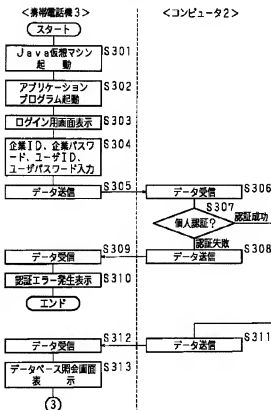 <携帯電話機3>
<コンピュータ2>
スタート
S301
Java仮想マシン
起動
S302
アプリケーション
プログラム起動
S303
ログイン用画面表示
S304
企業ID、企業パスワ
ード、ユーザID、
ユーザパスワード入力
S305
データ送信
データ受信
S306
S307
個人認証?
認証成功
認証失敗
S309
データ受信
データ送信
S308
S310
認証エラー発生表示
エンド
S312
データ受信
データ送信
S311
S313
データベース照会画面
表示
3